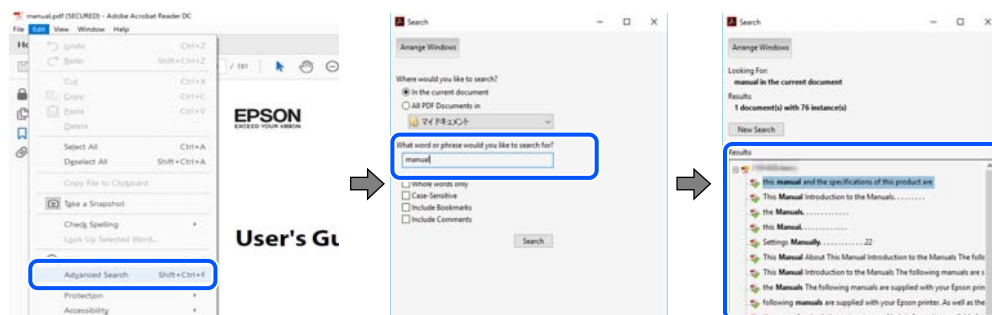 manual.pdf (SECURED) - Adobe Acrobat Reader DC
File Edit View Window Help
Undo Ctrl+Z
Redo Shift+Ctrl+Z
Cut Ctrl+X
Copy Ctrl+C
Paste Ctrl+V
Delete
Select All Ctrl+A
Deselect All Shift+Ctrl+A
Copy File to Clipboard
Take a Snapshot
Check Spelling
Look Up Selected Word...
Advanced Search Shift+Ctrl+F
Protection
Accessibility
/ 191
EPSON
EXCEED YOUR VISION
User's Gu
Search
Arrange Windows
Where would you like to search?
In the current document
All PDF Documents in
マイ ドキュメント
What word or phrase would you like to search for?
manual
Whole words only
Case-Sensitive
Include Bookmarks
Include Comments
Search
Search
Arrange Windows
Looking For:
manual in the current document
Results:
1 document(s) with 76 instance(s)
New Search
Results:
this manual and the specifications of this product are
This Manual Introduction to the Manuals. . . . . . . . .
the Manuals. . . . . . . . . . . .
this Manual. . . . . . . . . . . .
Settings Manually. . . . . . . . . . . .22
This Manual About This Manual Introduction to the Manuals The follo
This Manual Introduction to the Manuals The following manuals are s
the Manuals The following manuals are supplied with your Epson prin
following manuals are supplied with your Epson printer. As well as the